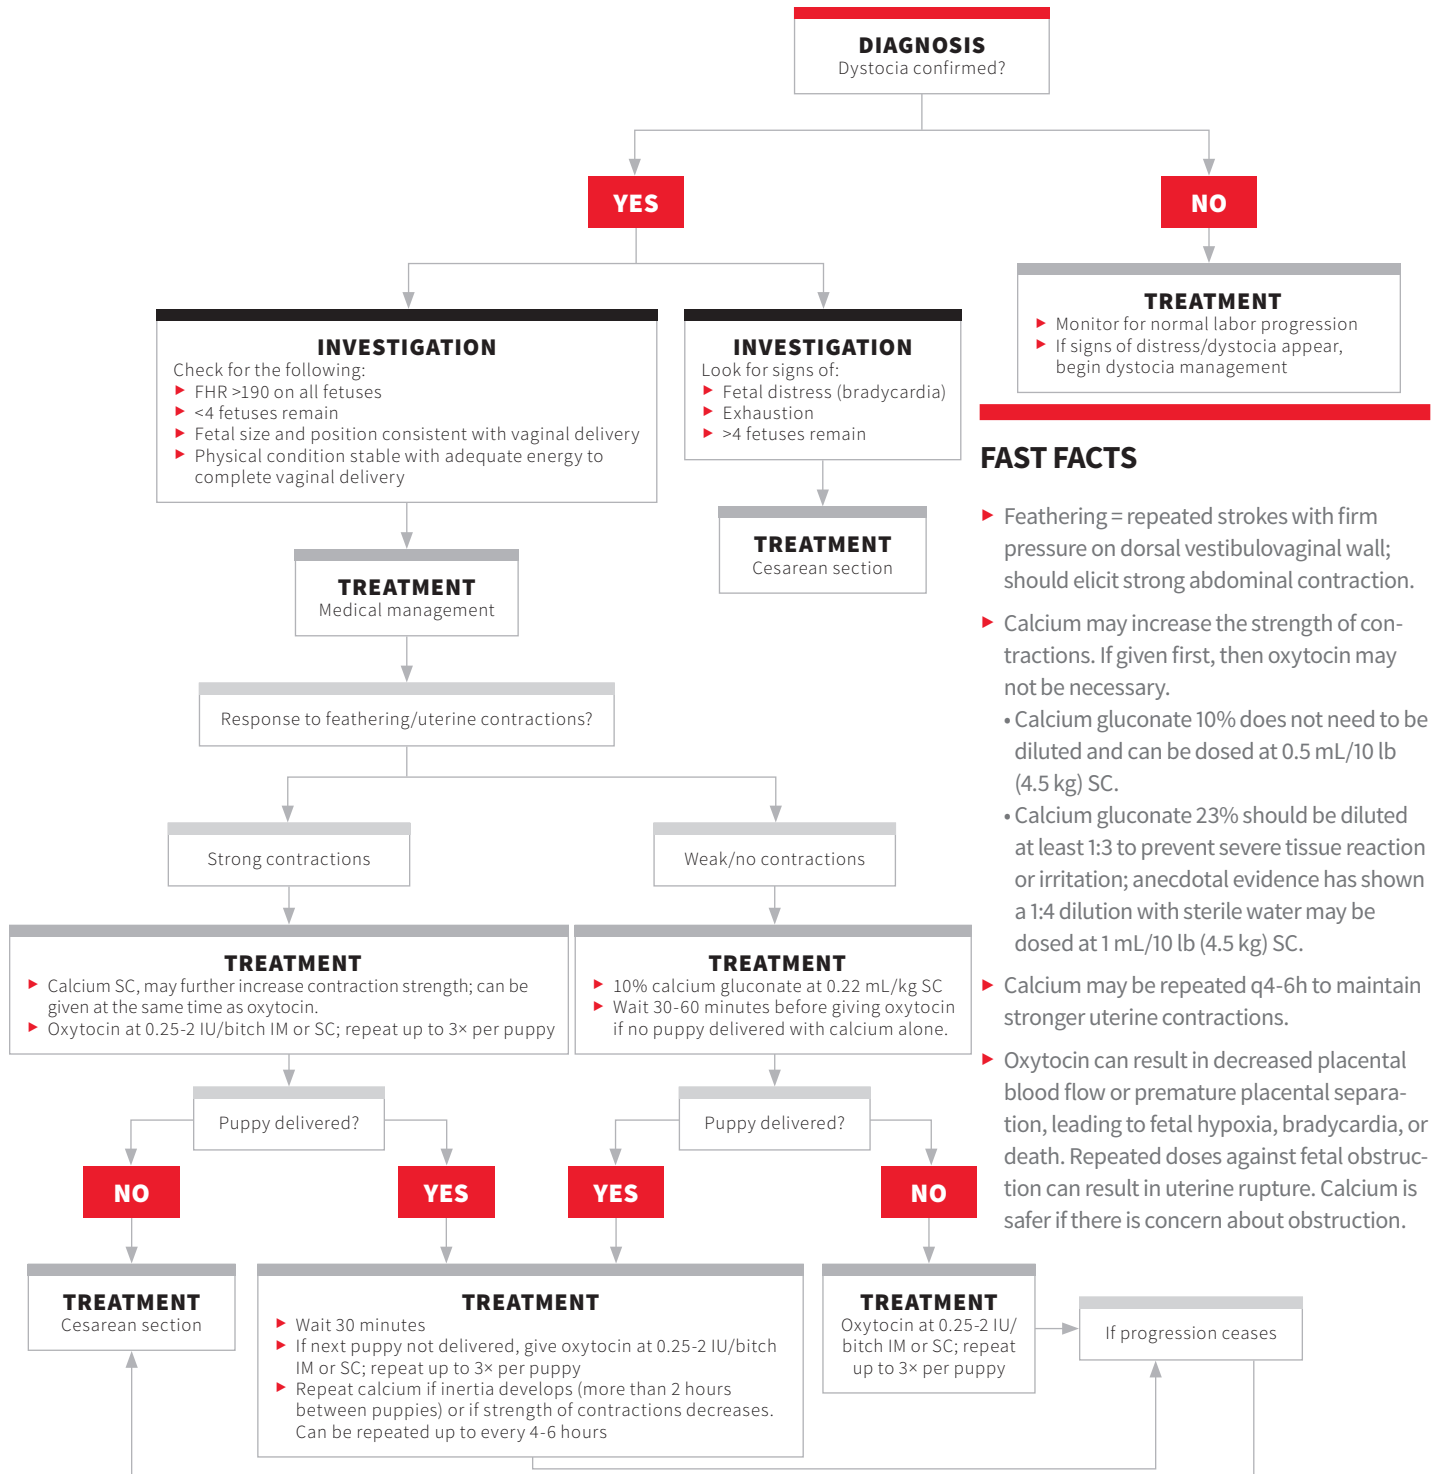 DIAGNOSIS
Dystocia confirmed?
YES
NO
INVESTIGATION
Check for the following:
► FHR >190 on all fetuses
► <4 fetuses remain
► Fetal size and position consistent with vaginal delivery
► Physical condition stable with adequate energy to
complete vaginal delivery
INVESTIGATION
Look for signs of:
► Fetal distress (bradycardia)
► Exhaustion
► >4 fetuses remain
TREATMENT
► Monitor for normal labor progression
► If signs of distress/dystocia appear,
begin dystocia management
TREATMENT
Medical management
TREATMENT
Cesarean section
Response to feathering/uterine contractions?
Strong contractions
Weak/no contractions
TREATMENT
► Calcium SC, may further increase contraction strength; can be
given at the same time as oxytocin.
► Oxytocin at 0.25-2 IU/bitch IM or SC; repeat up to 3× per puppy
TREATMENT
► 10% calcium gluconate at 0.22 mL/kg SC
► Wait 30-60 minutes before giving oxytocin
if no puppy delivered with calcium alone.
Puppy delivered?
Puppy delivered?
NO
YES
YES
NO
TREATMENT
Cesarean section
TREATMENT
► Wait 30 minutes
► If next puppy not delivered, give oxytocin at 0.25-2 IU/bitch
IM or SC; repeat up to 3× per puppy
► Repeat calcium if inertia develops (more than 2 hours
between puppies) or if strength of contractions decreases.
Can be repeated up to every 4-6 hours
TREATMENT
Oxytocin at 0.25-2 IU/
bitch IM or SC; repeat
up to 3× per puppy
If progression ceases
FAST FACTS
► Feathering = repeated strokes with firm
pressure on dorsal vestibulovaginal wall;
should elicit strong abdominal contraction.
► Calcium may increase the strength of con-
tractions. If given first, then oxytocin may
not be necessary.
• Calcium gluconate 10% does not need to be
diluted and can be dosed at 0.5 mL/10 lb
(4.5 kg) SC.
• Calcium gluconate 23% should be diluted
at least 1:3 to prevent severe tissue reaction
or irritation; anecdotal evidence has shown
a 1:4 dilution with sterile water may be
dosed at 1 mL/10 lb (4.5 kg) SC.
► Calcium may be repeated q4-6h to maintain
stronger uterine contractions.
► Oxytocin can result in decreased placental
blood flow or premature placental separa-
tion, leading to fetal hypoxia, bradycardia, or
death. Repeated doses against fetal obstruc-
tion can result in uterine rupture. Calcium is
safer if there is concern about obstruction.